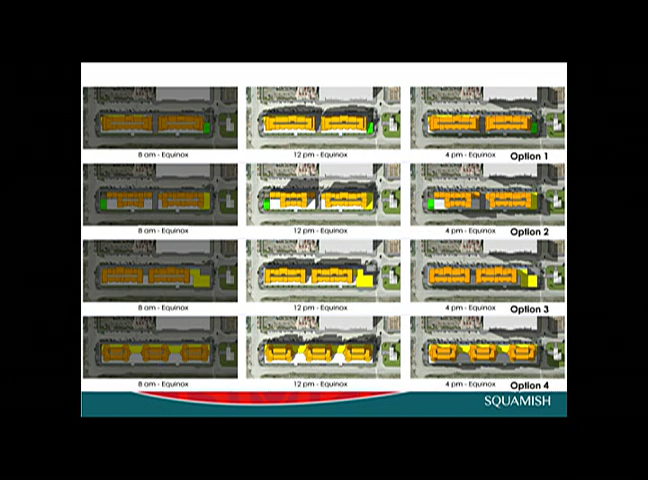 8 am - Equinox 12 pm - Equinox 4 pm - Equinox Option 1
8 am - Equinox 12 pm - Equinox 4 pm - Equinox Option 2
8 am - Equinox 12 pm - Equinox 4 pm - Equinox Option 3
8 am - Equinox 12 pm - Equinox 4 pm - Equinox Option 4
SQUAMISH